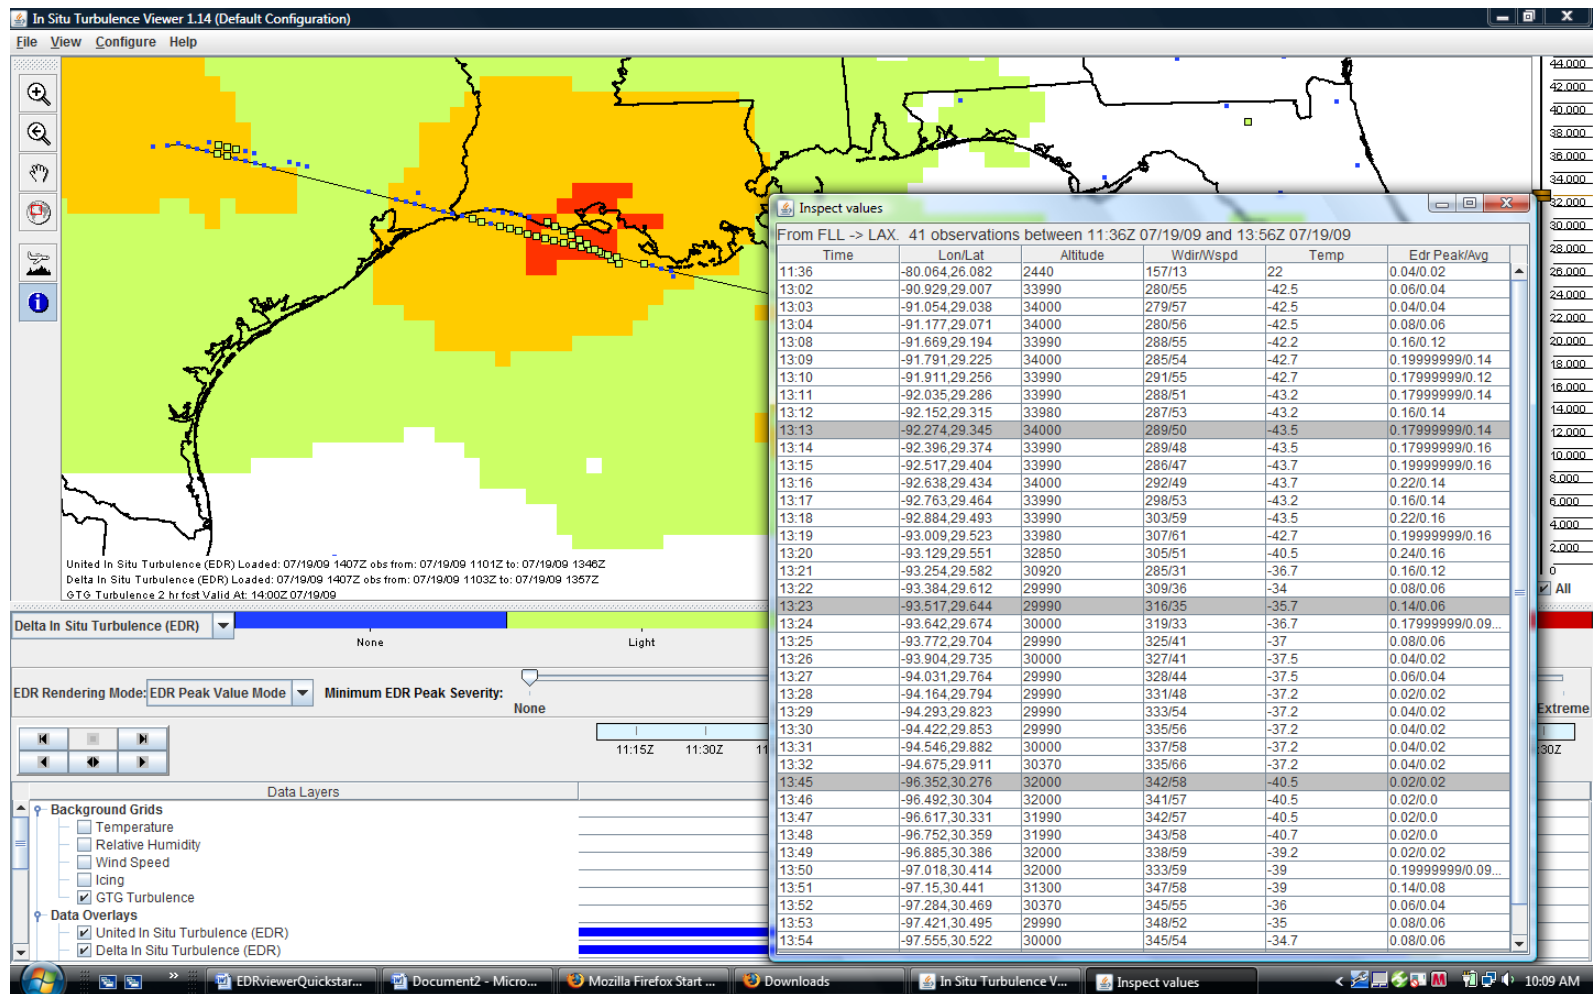 In Situ Turbulence Viewer 1.14 (Default Configuration)
File View Configure Help
44.000
42.000
40.000
38.000
36.000
34.000
32.000
30.000
28.000
26.000
24.000
22.000
20.000
18.000
16.000
14.000
12.000
10.000
8.000
6.000
4.000
2.000
0
All
United In Situ Turbulence (EDR) Loaded: 07/19/09 1407Z obs from: 07/19/09 1101Z to: 07/19/09 1346Z
Delta In Situ Turbulence (EDR) Loaded: 07/19/09 1407Z obs from: 07/19/09 1103Z to: 07/19/09 1357Z
GTG Turbulence 2 hr fcst Valid At: 14:00Z 07/19/09
Delta In Situ Turbulence (EDR)
None Light
EDR Rendering Mode: EDR Peak Value Mode Minimum EDR Peak Severity:
None Extreme
11:15Z 11:30Z 11 :30Z
Data Layers
Background Grids
Temperature
Relative Humidity
Wind Speed
Icing
GTG Turbulence
Data Overlays
United In Situ Turbulence (EDR)
Delta In Situ Turbulence (EDR)
Inspect values
From FLL -> LAX. 41 observations between 11:36Z 07/19/09 and 13:56Z 07/19/09
Time Lon/Lat Altitude Wdir/Wspd Temp Edr Peak/Avg
11:36 -80.064,26.082 2440 157/13 22 0.04/0.02
13:02 -90.929,29.007 33990 280/55 -42.5 0.06/0.04
13:03 -91.054,29.038 34000 279/57 -42.5 0.04/0.04
13:04 -91.177,29.071 34000 280/56 -42.5 0.08/0.06
13:08 -91.669,29.194 33990 288/55 -42.2 0.16/0.12
13:09 -91.791,29.225 34000 285/54 -42.7 0.19999999/0.14
13:10 -91.911,29.256 33990 291/55 -42.7 0.17999999/0.12
13:11 -92.035,29.286 33990 288/51 -43.2 0.17999999/0.14
13:12 -92.152,29.315 33980 287/53 -43.2 0.16/0.14
13:13 -92.274,29.345 34000 289/50 -43.5 0.17999999/0.14
13:14 -92.396,29.374 33990 289/48 -43.5 0.17999999/0.16
13:15 -92.517,29.404 33990 286/47 -43.7 0.19999999/0.16
13:16 -92.638,29.434 34000 292/49 -43.7 0.22/0.14
13:17 -92.763,29.464 33990 298/53 -43.2 0.16/0.14
13:18 -92.884,29.493 33990 303/59 -43.5 0.22/0.16
13:19 -93.009,29.523 33980 307/61 -42.7 0.19999999/0.16
13:20 -93.129,29.551 32850 305/51 -40.5 0.24/0.16
13:21 -93.254,29.582 30920 285/31 -36.7 0.16/0.12
13:22 -93.384,29.612 29990 309/36 -34 0.08/0.06
13:23 -93.517,29.644 29990 316/35 -35.7 0.14/0.06
13:24 -93.642,29.674 30000 319/33 -36.7 0.17999999/0.09...
13:25 -93.772,29.704 29990 325/41 -37 0.08/0.06
13:26 -93.904,29.735 30000 327/41 -37.5 0.04/0.02
13:27 -94.031,29.764 29990 328/44 -37.5 0.06/0.04
13:28 -94.164,29.794 29990 331/48 -37.2 0.02/0.02
13:29 -94.293,29.823 29990 333/54 -37.2 0.04/0.02
13:30 -94.422,29.853 29990 335/56 -37.2 0.04/0.02
13:31 -94.546,29.882 30000 337/58 -37.2 0.04/0.02
13:32 -94.675,29.911 30370 335/66 -37.2 0.04/0.02
13:45 -96.352,30.276 32000 342/58 -40.5 0.02/0.02
13:46 -96.492,30.304 32000 341/57 -40.5 0.02/0.0
13:47 -96.617,30.331 31990 342/57 -40.5 0.02/0.0
13:48 -96.752,30.359 31990 343/58 -40.7 0.02/0.0
13:49 -96.885,30.386 32000 338/59 -39.2 0.02/0.02
13:50 -97.018,30.414 32000 333/59 -39 0.19999999/0.09...
13:51 -97.15,30.441 31300 347/58 -39 0.14/0.08
13:52 -97.284,30.469 30370 345/55 -36 0.06/0.04
13:53 -97.421,30.495 29990 348/52 -35 0.08/0.06
13:54 -97.555,30.522 30000 345/54 -34.7 0.08/0.06
EDRviewerQuickstar... Document2 - Micro... Mozilla Firefox Start ... Downloads In Situ Turbulence V... Inspect values 10:09 AM